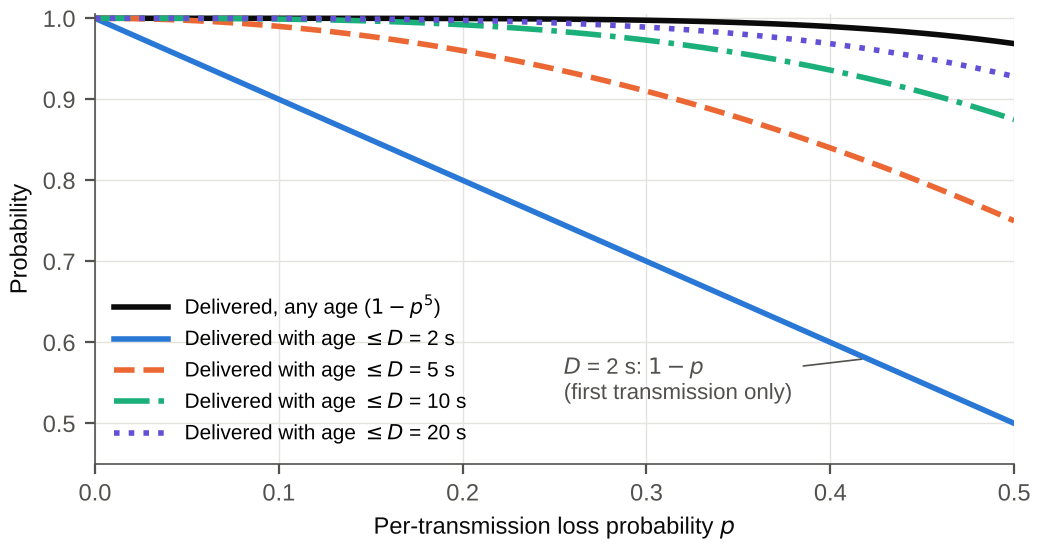 1.0
0.9
0.8
0.7
0.6
0.5
Probability
Delivered, any age (1 − p⁵)
Delivered with age ≤ D = 2 s
Delivered with age ≤ D = 5 s
Delivered with age ≤ D = 10 s
Delivered with age ≤ D = 20 s
D = 2 s: 1 − p
(first transmission only)
0.0 0.1 0.2 0.3 0.4 0.5
Per-transmission loss probability p